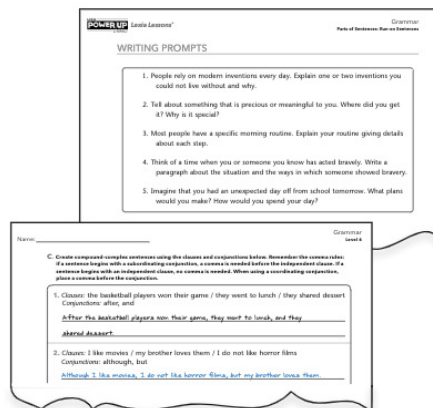 POWER UP Lexia Lessons®
Grammar
Parts of Sentences: Run-on Sentences
WRITING PROMPTS
1. People rely on modern inventions every day. Explain one or two inventions you
could not live without and why.
2. Tell about something that is precious or meaningful to you. Where did you get
it? Why is it special?
3. Most people have a specific morning routine. Explain your routine giving details
about each step.
4. Think of a time when you or someone you know has acted bravely. Write a
paragraph about the situation and the ways in which someone showed bravery.
5. Imagine that you had an unexpected day off from school tomorrow. What plans
would you make? How would you spend your day?
Name:
Grammar
Level 6
C. Create compound-complex sentences using the clauses and conjunctions below. Remember the comma rules:
if a sentence begins with a subordinating conjunction, a comma is needed before the independent clause. If a
sentence begins with an independent clause, no comma is needed. When using a coordinating conjunction,
place a comma before the conjunction.
1. Clauses: the basketball players won their game / they went to lunch / they shared dessert
Conjunctions: after, and
After the basketball players won their game, they went to lunch, and they
shared dessert.
2. Clauses: I like movies / my brother loves them / I do not like horror films
Conjunctions: although, but
Although I like movies, I do not like horror films, but my brother loves them.